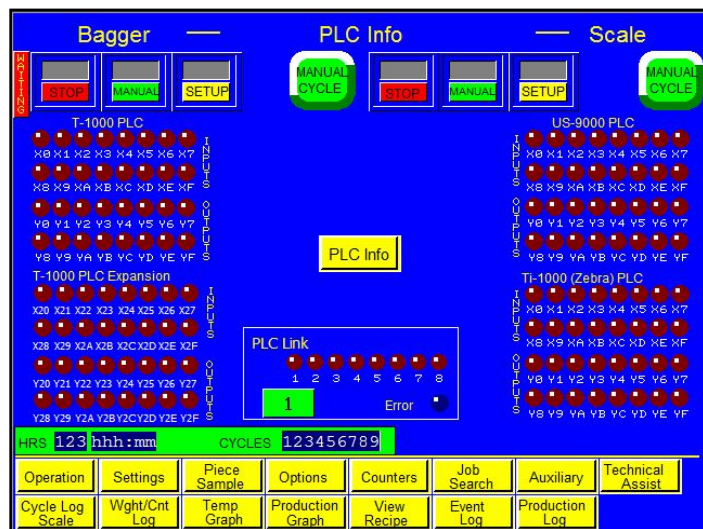 Bagger — PLC Info — Scale
WAITING
STOP MANUAL SETUP MANUAL CYCLE STOP MANUAL SETUP MANUAL CYCLE
T-1000 PLC
X0 X1 X2 X3 X4 X5 X6 X7
X8 X9 XA XB XC XD XE XF
INPUTS
Y0 Y1 Y2 Y3 Y4 Y5 Y6 Y7
Y8 Y9 YA YB YC YD YE YF
OUTPUTS
US-9000 PLC
INPUTS
X0 X1 X2 X3 X4 X5 X6 X7
X8 X9 XA XB XC XD XE XF
OUTPUTS
Y0 Y1 Y2 Y3 Y4 Y5 Y6 Y7
Y8 Y9 YA YB YC YD YE YF
PLC Info
T-1000 PLC Expansion
X20 X21 X22 X23 X24 X25 X26 X27
X28 X29 X2A X2B X2C X2D X2E X2F
INPUTS
Y20 Y21 Y22 Y23 Y24 Y25 Y26 Y27
Y28 Y29 Y2A Y2B Y2C Y2D Y2E Y2F
OUTPUTS
Ti-1000 (Zebra) PLC
INPUTS
X0 X1 X2 X3 X4 X5 X6 X7
X8 X9 XA XB XC XD XE XF
OUTPUTS
Y0 Y1 Y2 Y3 Y4 Y5 Y6 Y7
Y8 Y9 YA YB YC YD YE YF
PLC Link
1 2 3 4 5 6 7 8
1 Error
HRS 123 hhh:mm CYCLES 123456789
Operation
Settings
Piece
Sample
Options
Counters
Job
Search
Auxiliary
Technical
Assist
Cycle Log
Scale
Wght/Cnt
Log
Temp
Graph
Production
Graph
View
Recipe
Event
Log
Production
Log